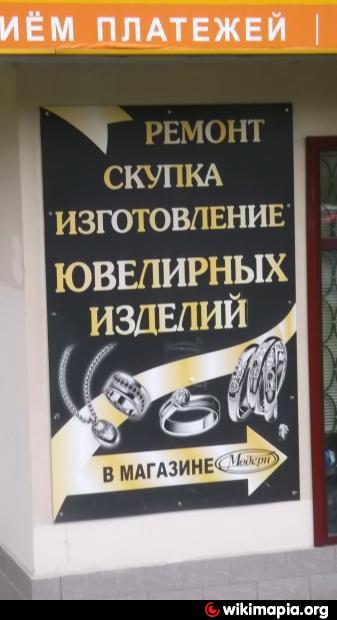 ИЁМ ПЛАТЕЖЕЙ |
РЕМОНТ
СКУПКА
ИЗГОТОВЛЕНИЕ
ЮВЕЛИРНЫХ
ИЗДЕЛИЙ
В МАГАЗИНЕ Модерн
wikimapia.org